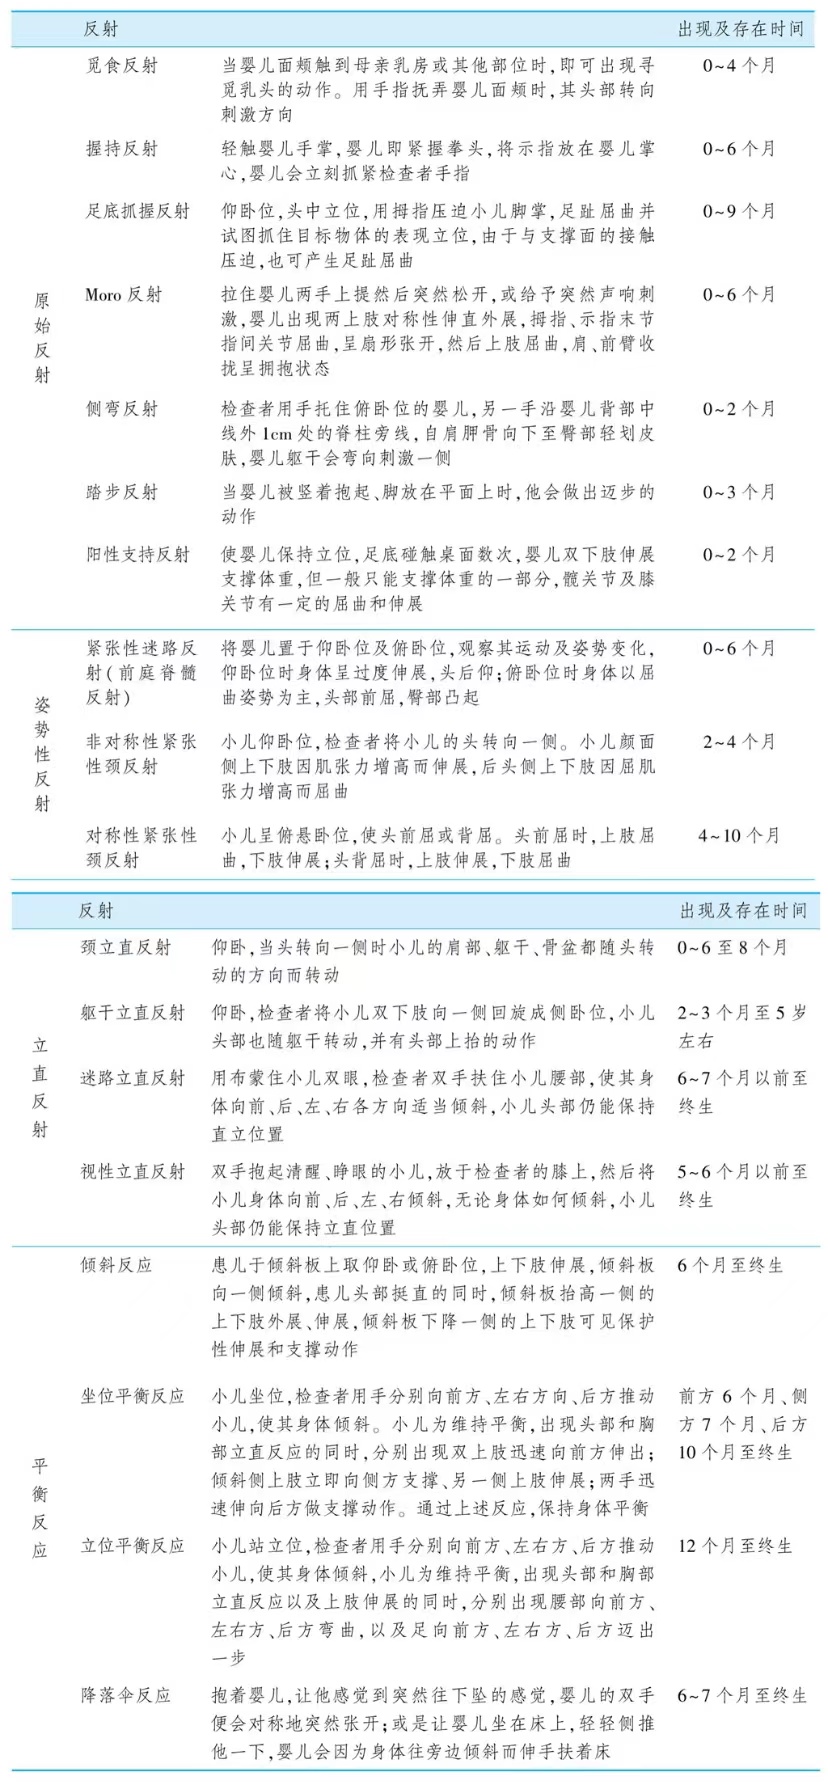 反射 出现及存在时间
原始反射
觅食反射 当婴儿面颊触到母亲乳房或其他部位时,即可出现寻 0~4 个月
觅乳头的动作。用手指抚弄婴儿面颊时,其头部转向
刺激方向
握持反射 轻触婴儿手掌,婴儿即紧握拳头,将示指放在婴儿掌 0~6 个月
心,婴儿会立刻抓紧检查者手指
足底抓握反射 仰卧位,头中立位,用拇指压迫小儿脚掌,足趾屈曲并 0~9 个月
试图抓住目标物体的表现立位,由于与支撑面的接触
压迫,也可产生足趾屈曲
Moro 反射 拉住婴儿两手上提然后突然松开,或给予突然声响刺 0~6 个月
激,婴儿出现两上肢对称性伸直外展,拇指、示指末节
指间关节屈曲,呈扇形张开,然后上肢屈曲,肩、前臂收
拢呈拥抱状态
侧弯反射 检查者用手托住俯卧位的婴儿,另一手沿婴儿背部中 0~2 个月
线外 1cm 处的脊柱旁线,自肩胛骨向下至臀部轻划皮
肤,婴儿躯干会弯向刺激一侧
踏步反射 当婴儿被竖着抱起、脚放在平面上时,他会做出迈步的 0~3 个月
动作
阳性支持反射 使婴儿保持立位,足底碰触桌面数次,婴儿双下肢伸展 0~2 个月
支撑体重,但一般只能支撑体重的一部分,髋关节及膝
关节有一定的屈曲和伸展
姿势性反射
紧张性迷路反 将婴儿置于仰卧位及俯卧位,观察其运动及姿势变化, 0~6 个月
射(前庭脊髓 仰卧位时身体呈过度伸展,头后仰;俯卧位时身体以屈
反射) 曲姿势为主,头部前屈,臀部凸起
非对称性紧张 小儿仰卧位,检查者将小儿的头转向一侧。小儿颜面 2~4 个月
性颈反射 侧上下肢因肌张力增高而伸展,后头侧上下肢因屈肌
张力增高而屈曲
对称性紧张性 小儿呈俯悬卧位,使头前屈或背屈。头前屈时,上肢屈 4~10 个月
颈反射 曲,下肢伸展;头背屈时,上肢伸展,下肢屈曲
反射 出现及存在时间
立直反射
颈立直反射 仰卧,当头转向一侧时小儿的肩部、躯干、骨盆都随头转 0~6 至 8 个月
动的方向而转动
躯干立直反射 仰卧,检查者将小儿双下肢向一侧回旋成侧卧位,小儿 2~3 个月至 5 岁
头部也随躯干转动,并有头部上抬的动作 左右
迷路立直反射 用布蒙住小儿双眼,检查者双手扶住小儿腰部,使其身 6~7 个月以前至
体向前、后、左、右各方向适当倾斜,小儿头部仍能保持 终生
直立位置
视性立直反射 双手抱起清醒、睁眼的小儿,放于检查者的膝上,然后将 5~6 个月以前至
小儿身体向前、后、左、右倾斜,无论身体如何倾斜,小儿 终生
头部仍能保持立直位置
平衡反应
倾斜反应 患儿于倾斜板上取仰卧或俯卧位,上下肢伸展,倾斜板 6 个月至终生
向一侧倾斜,患儿头部挺直的同时,倾斜板抬高一侧的
上下肢外展、伸展,倾斜板下降一侧的上下肢可见保护
性伸展和支撑动作
坐位平衡反应 小儿坐位,检查者用手分别向前方、左右方向、后方推动 前方 6 个月、侧
小儿,使其身体倾斜。小儿为维持平衡,出现头部和胸 方 7 个月、后方
部立直反应的同时,分别出现双上肢迅速向前方伸出; 10 个月至终生
倾斜侧上肢立即向侧方支撑、另一侧上肢伸展;两手迅
速伸向后方做支撑动作。通过上述反应,保持身体平衡
立位平衡反应 小儿站立位,检查者用手分别向前方、左右方、后方推动 12 个月至终生
小儿,使其身体倾斜,小儿为维持平衡,出现头部和胸部
立直反应以及上肢伸展的同时,分别出现腰部向前方、
左右方、后方弯曲,以及足向前方、左右方、后方迈出
一步
降落伞反应 抱着婴儿,让他感觉到突然往下坠的感觉,婴儿的双手 6~7 个月至终生
便会对称地突然张开;或是让婴儿坐在床上,轻轻侧推
他一下,婴儿会因为身体往旁边倾斜而伸手扶着床